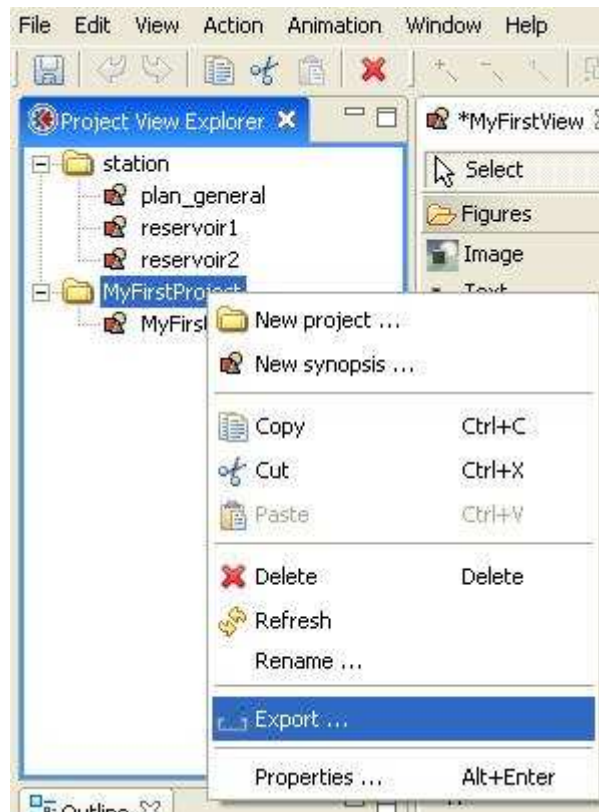 File Edit View Action Animation Window Help
Project View Explorer
*MyFirstView
station
plan_general
reservoir1
reservoir2
MyFirstProject
Select
Figures
Image
Text
New project ...
New synopsis ...
Copy Ctrl+C
Cut Ctrl+X
Paste Ctrl+V
Delete Delete
Refresh
Rename ...
Export ...
Properties ... Alt+Enter
Outline